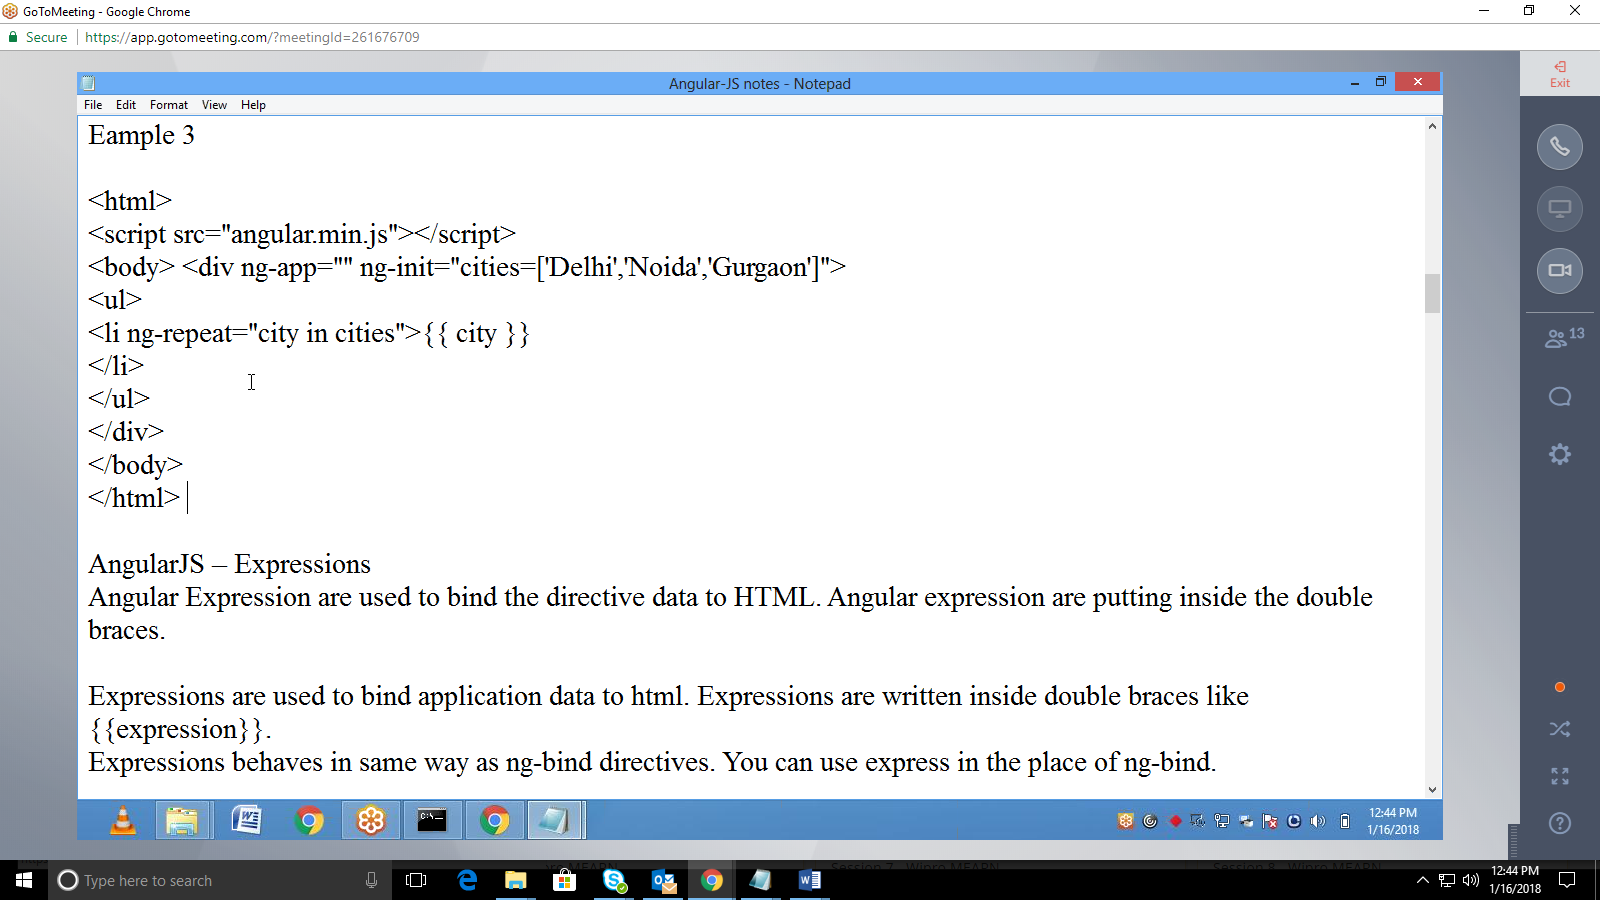 GoToMeeting - Google Chrome
Secure https://app.gotomeeting.com/?meetingId=261676709
Exit
Angular-JS notes - Notepad
File Edit Format View Help
Eample 3
<html>
<script src="angular.min.js"></script>
<body> <div ng-app="" ng-init="cities=['Delhi','Noida','Gurgaon']">
<ul>
<li ng-repeat="city in cities">{{ city }}
</li>
</ul>
</div>
</body>
</html>
AngularJS – Expressions
Angular Expression are used to bind the directive data to HTML. Angular expression are putting inside the double
braces.
Expressions are used to bind application data to html. Expressions are written inside double braces like
{{expression}}.
Expressions behaves in same way as ng-bind directives. You can use express in the place of ng-bind.
13
12:44 PM
1/16/2018
Type here to search
12:44 PM
1/16/2018